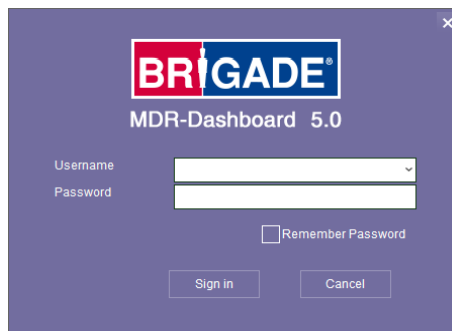 BRIGADE®
MDR-Dashboard 5.0
Username
Password
Remember Password
Sign in Cancel